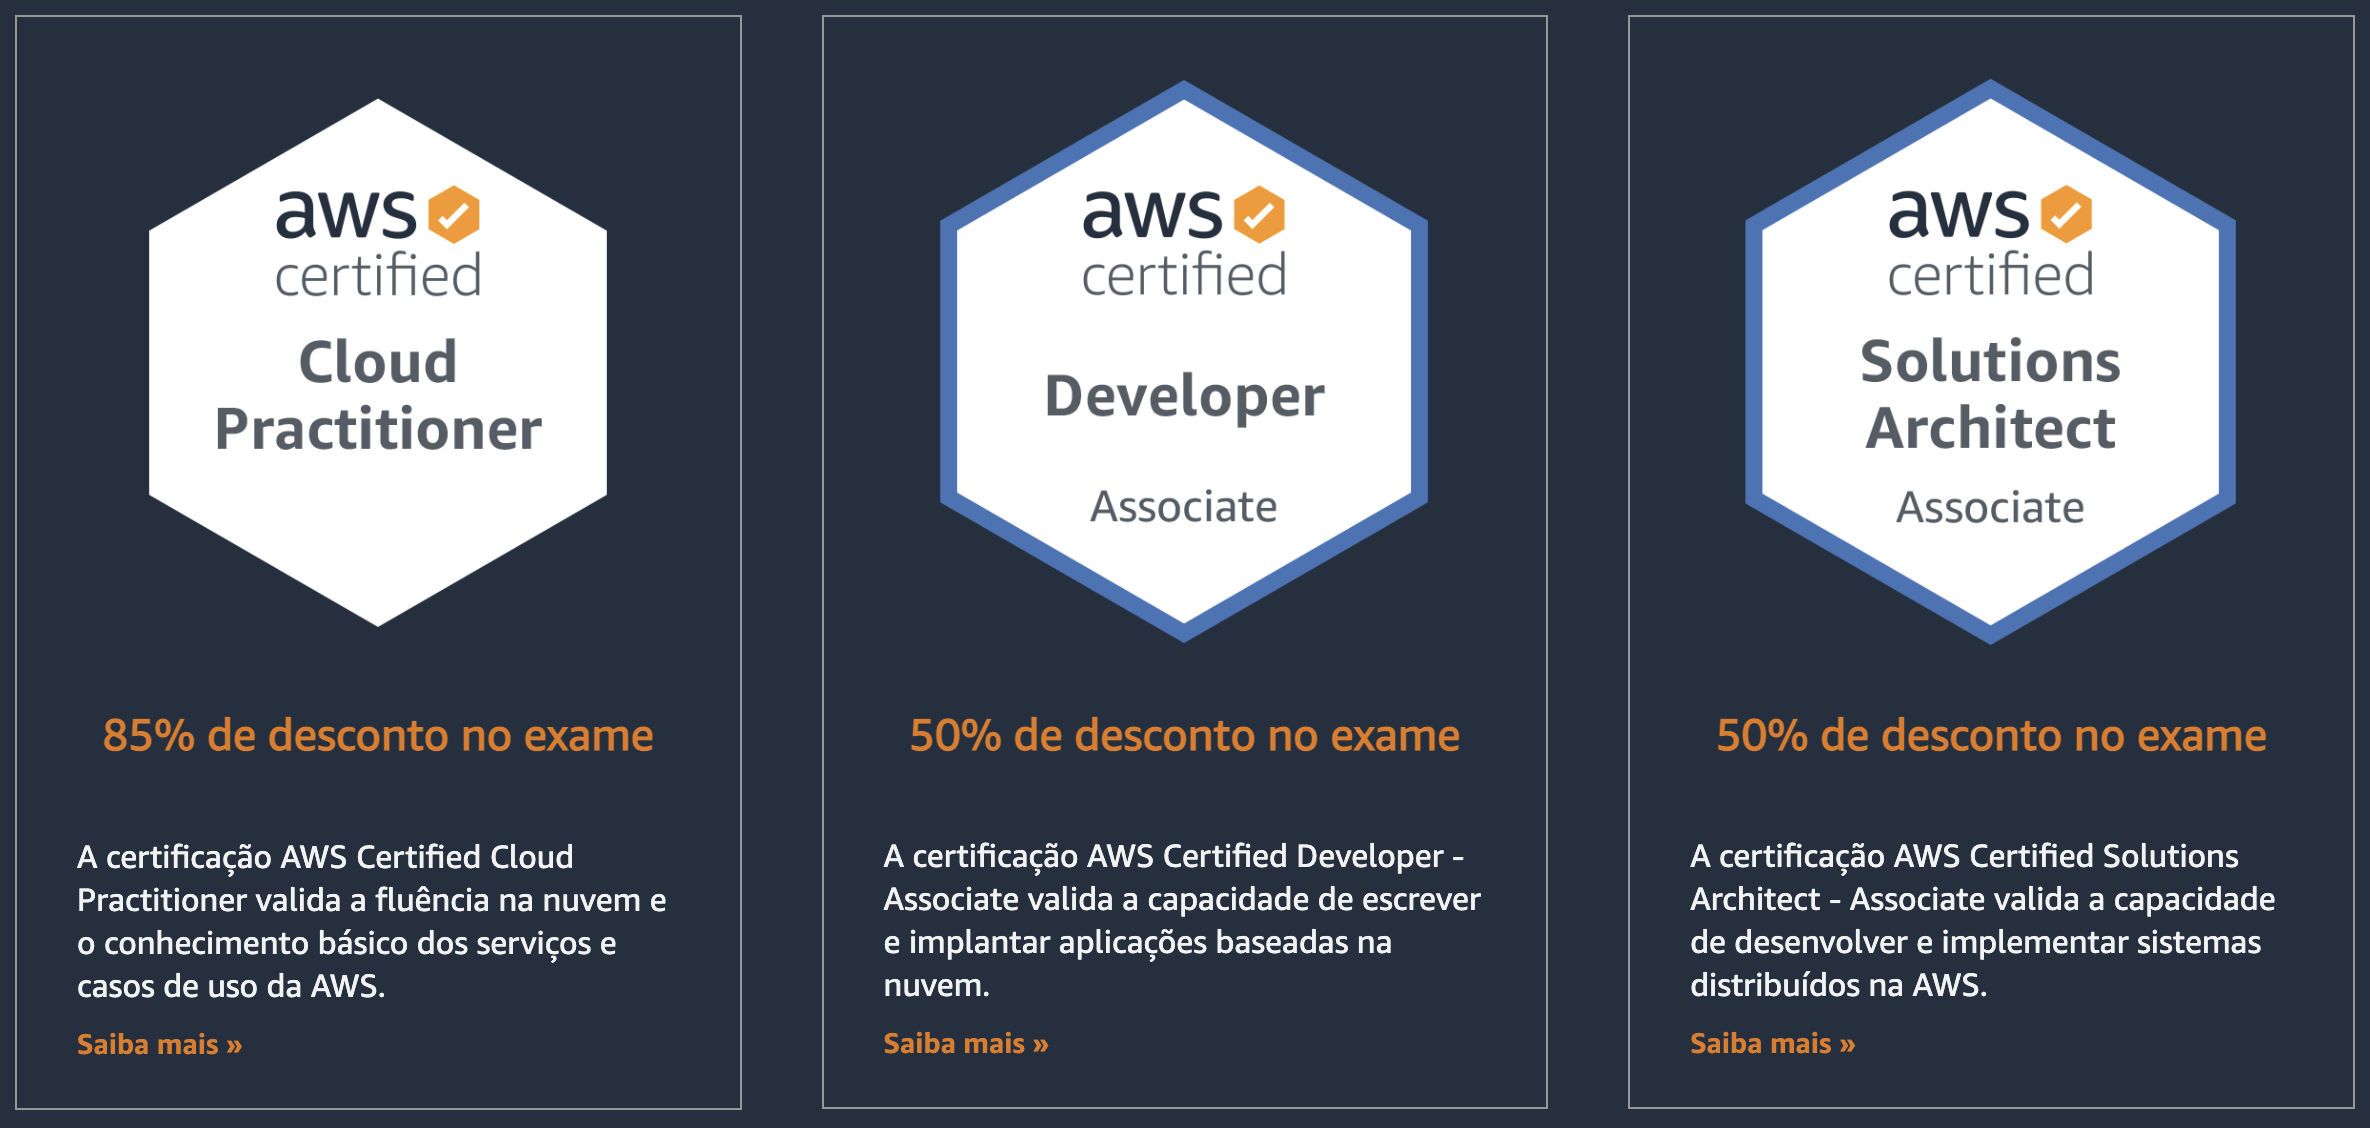 aws
certified
Cloud
Practitioner
85% de desconto no exame
A certificação AWS Certified Cloud
Practitioner valida a fluência na nuvem e
o conhecimento básico dos serviços e
casos de uso da AWS.
Saiba mais »
aws
certified
Developer
Associate
50% de desconto no exame
A certificação AWS Certified Developer -
Associate valida a capacidade de escrever
e implantar aplicações baseadas na
nuvem.
Saiba mais »
aws
certified
Solutions
Architect
Associate
50% de desconto no exame
A certificação AWS Certified Solutions
Architect - Associate valida a capacidade
de desenvolver e implementar sistemas
distribuídos na AWS.
Saiba mais »